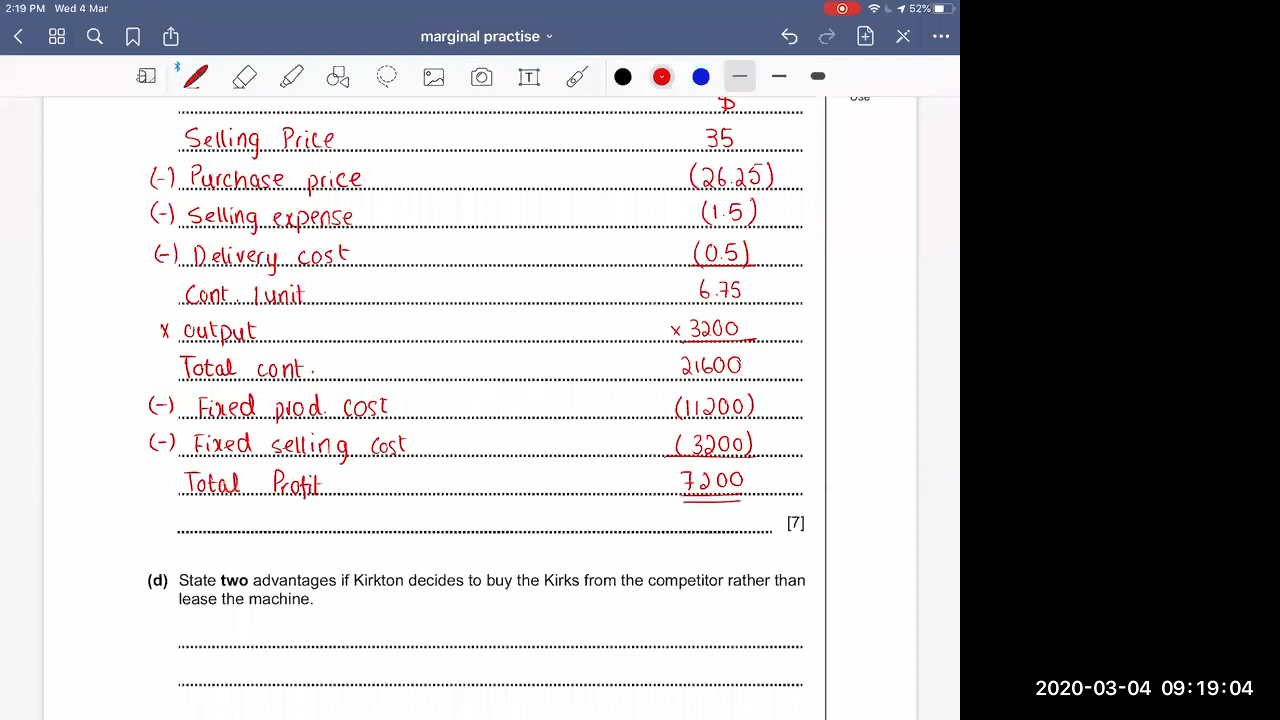 2:19 PM Wed 4 Mar
52%
marginal practise
$
Use
Selling Price 35
(-) Purchase price (26.25)
(-) Selling expense (1.5)
(-) Delivery cost (0.5)
Cont. /unit 6.75
x output x 3200
Total cont. 21600
(-) Fixed prod. cost (11200)
(-) Fixed selling cost (3200)
Total Profit 7200
[7]
(d) State two advantages if Kirkton decides to buy the Kirks from the competitor rather than
lease the machine.
2020-03-04 09:19:04